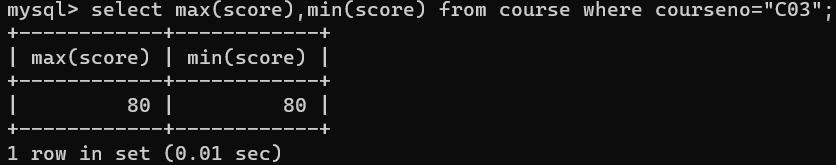 mysql> select max(score),min(score) from course where courseno="C03";
+------------+------------+
| max(score) | min(score) |
+------------+------------+
|         80 |         80 |
+------------+------------+
1 row in set (0.01 sec)